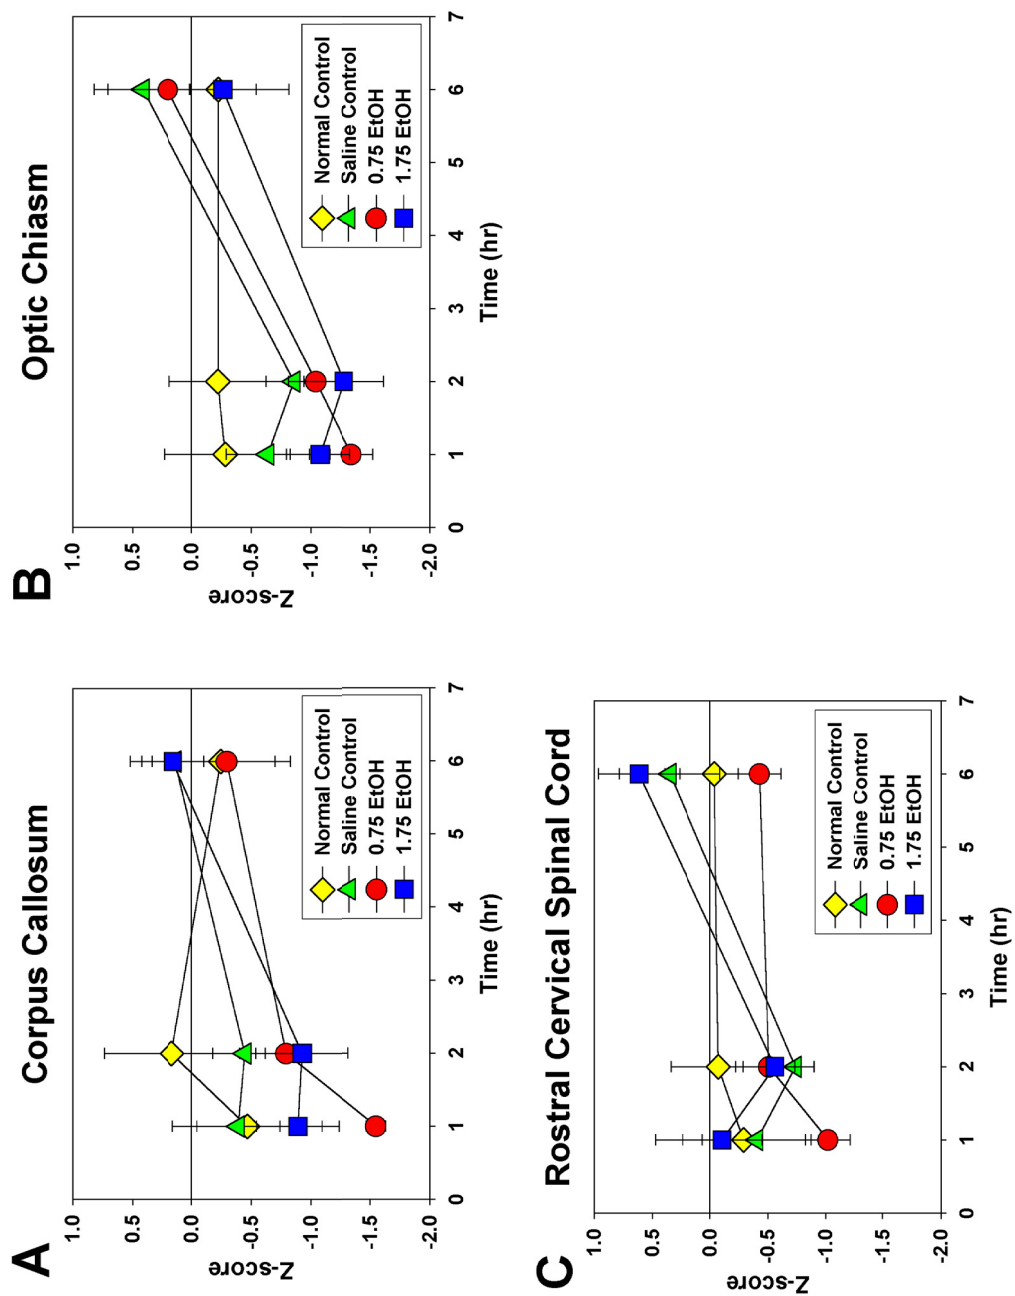 A
Corpus Callosum
1.0
0.5
0.0
-0.5
-1.0
-1.5
-2.0
Z-score
0 1 2 3 4 5 6 7
Time (hr)
Normal Control
Saline Control
0.75 EtOH
1.75 EtOH
B
Optic Chiasm
1.0
0.5
0.0
-0.5
-1.0
-1.5
-2.0
Z-score
0 1 2 3 4 5 6 7
Time (hr)
Normal Control
Saline Control
0.75 EtOH
1.75 EtOH
C
Rostral Cervical Spinal Cord
1.0
0.5
0.0
-0.5
-1.0
-1.5
-2.0
Z-score
0 1 2 3 4 5 6 7
Time (hr)
Normal Control
Saline Control
0.75 EtOH
1.75 EtOH